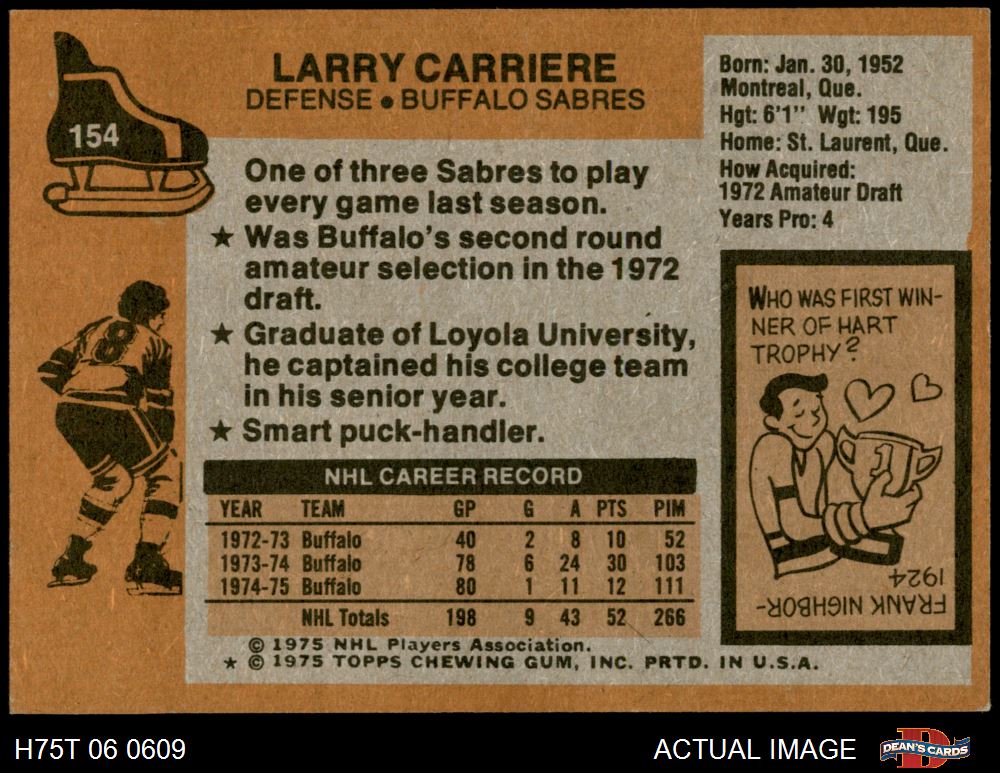 154
LARRY CARRIERE
DEFENSE ● BUFFALO SABRES
Born: Jan. 30, 1952
Montreal, Que.
Hgt: 6'1" Wgt: 195
Home: St. Laurent, Que.
How Acquired:
1972 Amateur Draft
Years Pro: 4
One of three Sabres to play
every game last season.
★ Was Buffalo's second round
amateur selection in the 1972
draft.
★ Graduate of Loyola University,
he captained his college team
in his senior year.
★ Smart puck-handler.
8
WHO WAS FIRST WIN-
NER OF HART
TROPHY?
1
FRANK NIGHBOR-
1924
NHL CAREER RECORD
YEAR TEAM GP G A PTS PIM
1972-73 Buffalo 40 2 8 10 52
1973-74 Buffalo 78 6 24 30 103
1974-75 Buffalo 80 1 11 12 111
NHL Totals 198 9 43 52 266
© 1975 NHL Players Association.
★ © 1975 TOPPS CHEWING GUM, INC. PRTD. IN U.S.A.
H75T 06 0609
ACTUAL IMAGE
DEAN'S CARDS